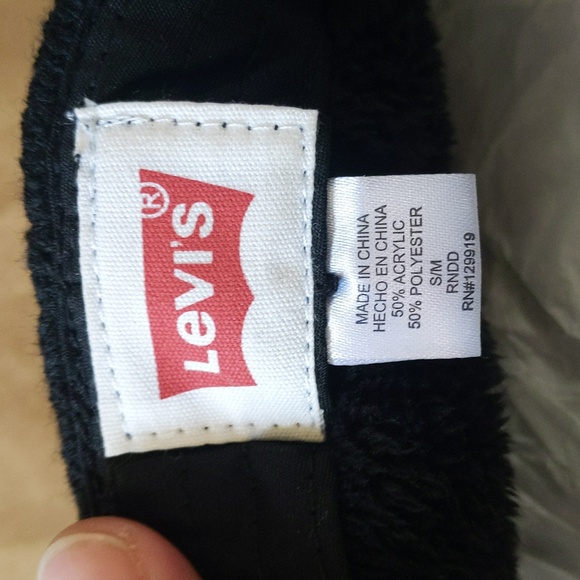 Levi's®
MADE IN CHINA
HECHO EN CHINA
50% ACRYLIC
50% POLYESTER
S/M
RNDD
RN#129919